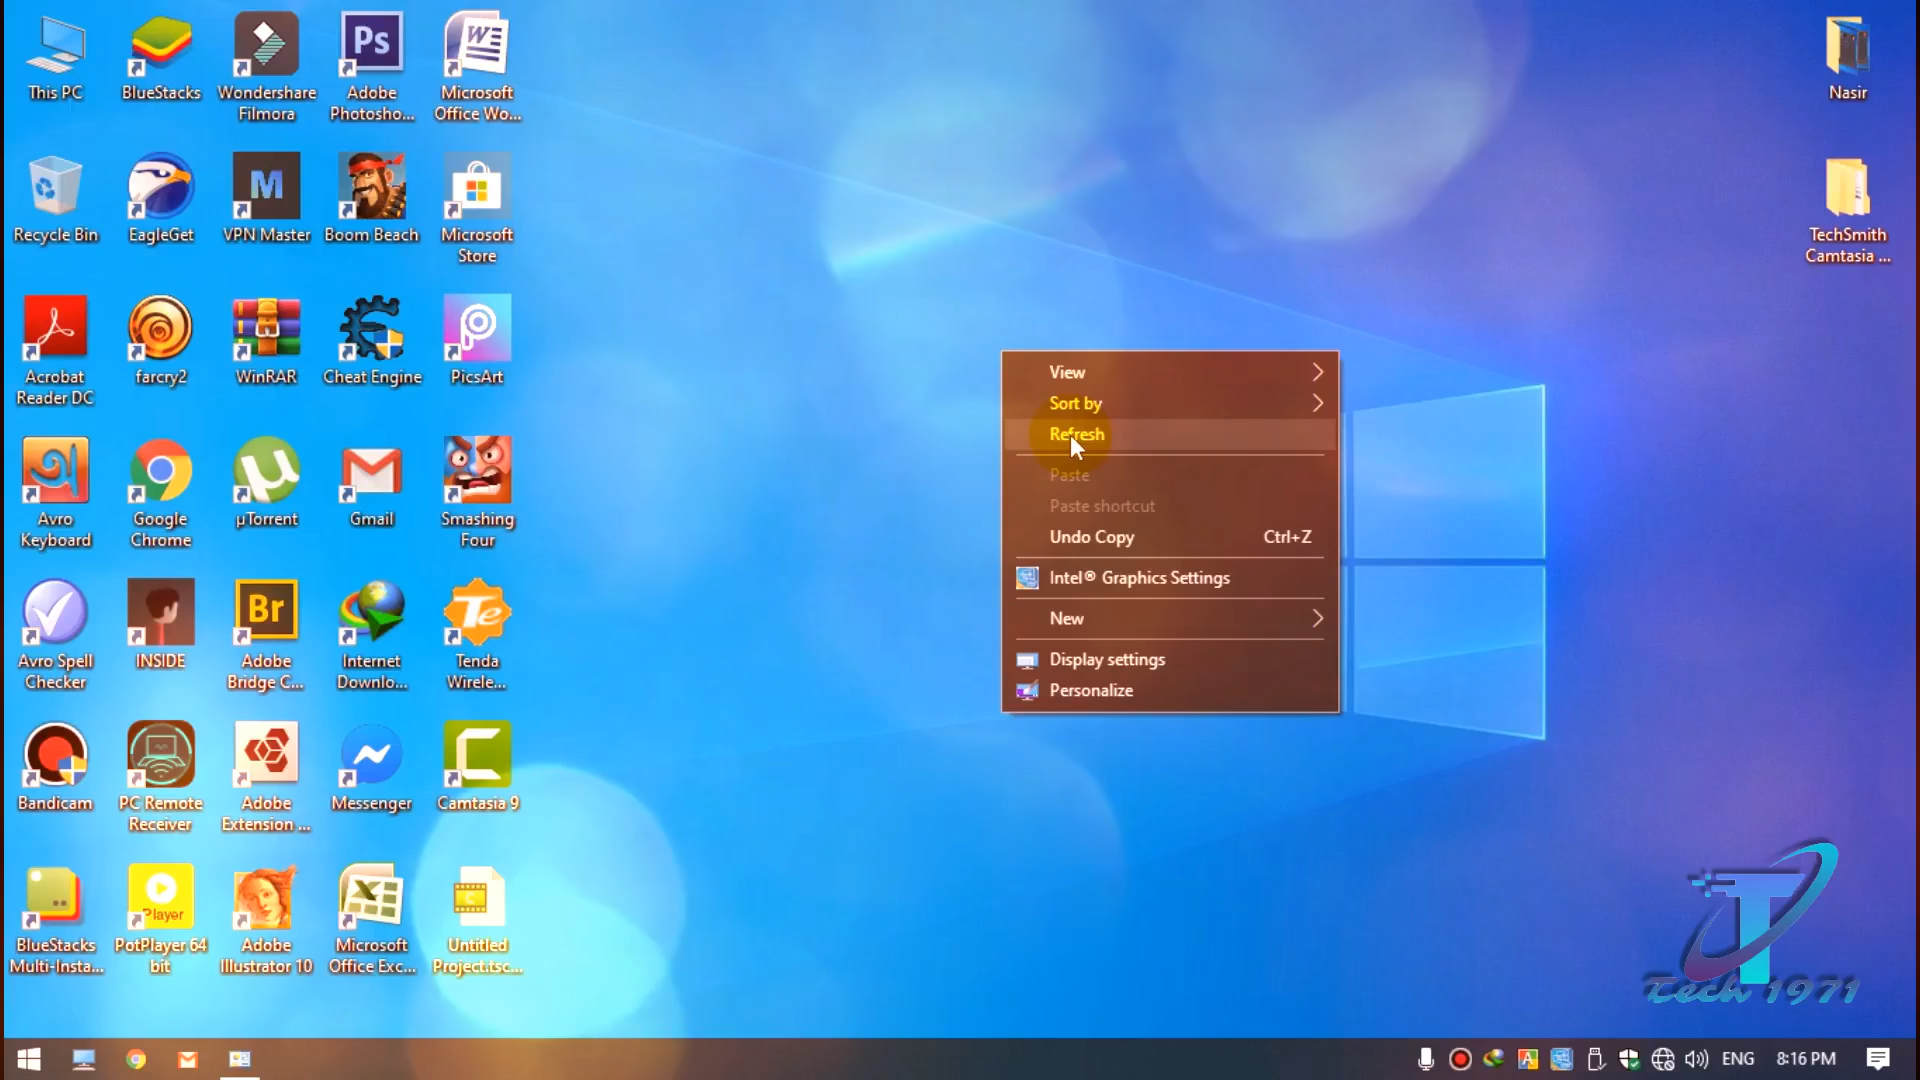 This PC
BlueStacks
Wondershare
Filmora
Ps
Adobe
Photosho...
W
Microsoft
Office Wo...
Nasir
Recycle Bin
EagleGet
M
VPN Master
Boom Beach
Microsoft
Store
TechSmith
Camtasia ...
Acrobat
Reader DC
farcry2
WinRAR
Cheat Engine
PicsArt
অ
Avro
Keyboard
Google
Chrome
µTorrent
Gmail
Smashing
Four
Avro Spell
Checker
INSIDE
Br
Adobe
Bridge C...
Internet
Downlo...
Te
Tenda
Wirele...
Bandicam
PC Remote
Receiver
Adobe
Extension ...
Messenger
Camtasia 9
BlueStacks
Multi-Insta...
Player
PotPlayer 64
bit
Adobe
Illustrator 10
Microsoft
Office Exc...
Untitled
Project.tsc...
View
Sort by
Refresh
Paste
Paste shortcut
Undo Copy Ctrl+Z
Intel® Graphics Settings
New
Display settings
Personalize
Tech 1971
ENG
8:16 PM